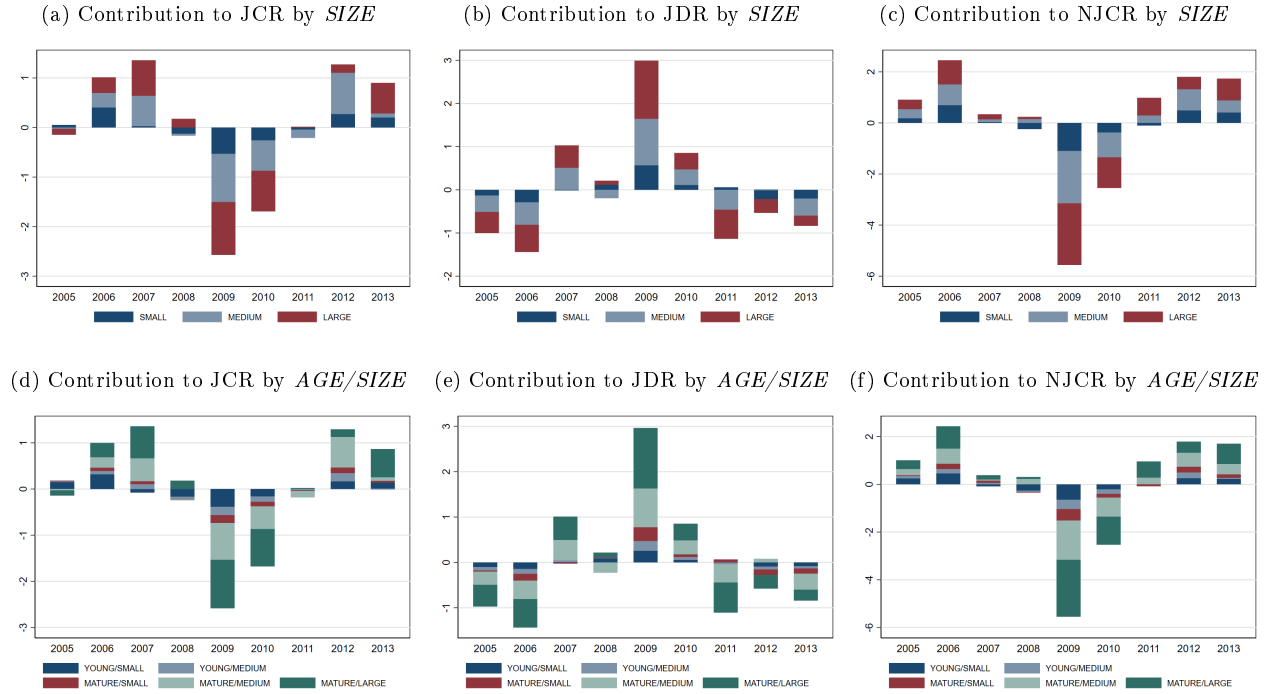 (a) Contribution to JCR by SIZE
(b) Contribution to JDR by SIZE
(c) Contribution to NJCR by SIZE
1
0
-1
-2
-3
2005 2006 2007 2008 2009 2010 2011 2012 2013
SMALL MEDIUM LARGE
3
2
1
0
-1
-2
2005 2006 2007 2008 2009 2010 2011 2012 2013
SMALL MEDIUM LARGE
2
0
-2
-4
-6
2005 2006 2007 2008 2009 2010 2011 2012 2013
SMALL MEDIUM LARGE
(d) Contribution to JCR by AGE/SIZE
(e) Contribution to JDR by AGE/SIZE
(f) Contribution to NJCR by AGE/SIZE
1
0
-1
-2
-3
2005 2006 2007 2008 2009 2010 2011 2012 2013
YOUNG/SMALL YOUNG/MEDIUM
MATURE/SMALL MATURE/MEDIUM MATURE/LARGE
3
2
1
0
-1
2005 2006 2007 2008 2009 2010 2011 2012 2013
YOUNG/SMALL YOUNG/MEDIUM
MATURE/SMALL MATURE/MEDIUM MATURE/LARGE
2
0
-2
-4
-6
2005 2006 2007 2008 2009 2010 2011 2012 2013
YOUNG/SMALL YOUNG/MEDIUM
MATURE/SMALL MATURE/MEDIUM MATURE/LARGE